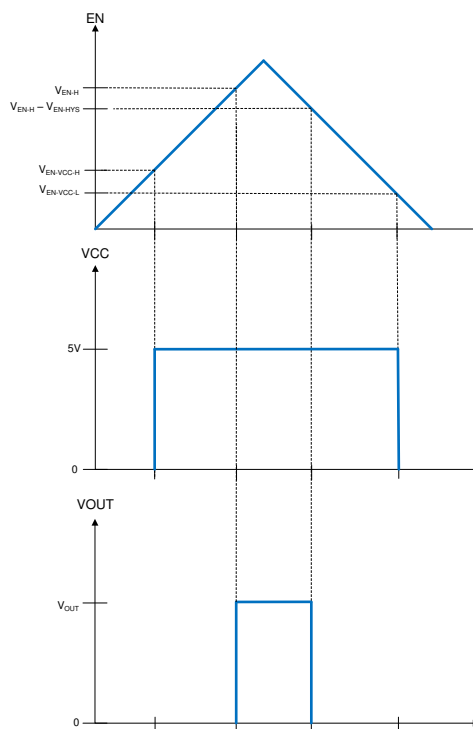 EN
VEN-H
VEN-H – VEN-HYS
VEN-VCC-H
VEN-VCC-L
VCC
5V
0
VOUT
VOUT
0